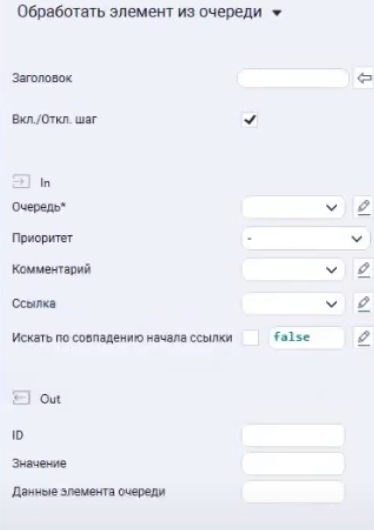 Обработать элемент из очереди
Заголовок
Вкл./Откл. шаг
In
Очередь*
Приоритет -
Комментарий
Ссылка
Искать по совпадению начала ссылки false
Out
ID
Значение
Данные элемента очереди